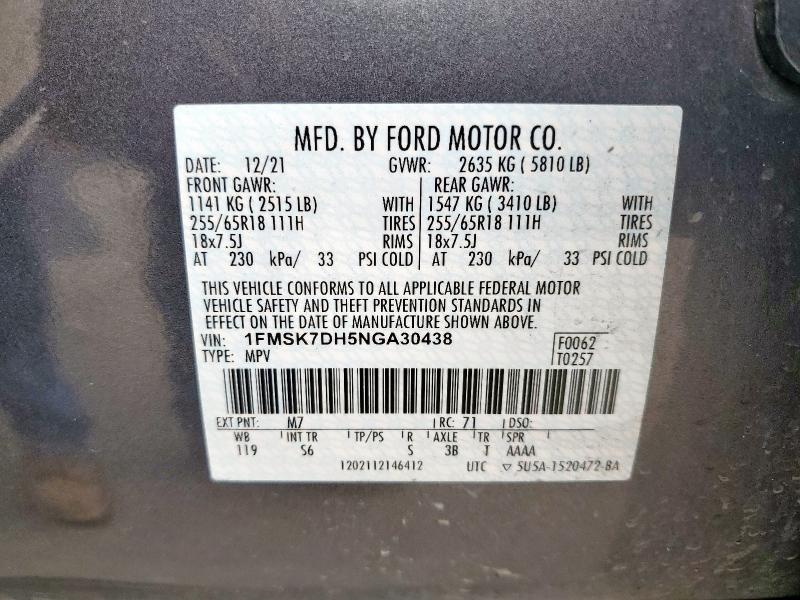 MFD. BY FORD MOTOR CO.
DATE: 12/21 GVWR: 2635 KG ( 5810 LB)
FRONT GAWR: REAR GAWR:
1141 KG ( 2515 LB) WITH 1547 KG ( 3410 LB) WITH
255/65R18 111H TIRES 255/65R18 111H TIRES
18x7.5J RIMS 18x7.5J RIMS
AT 230 kPa/ 33 PSI COLD AT 230 kPa/ 33 PSI COLD
THIS VEHICLE CONFORMS TO ALL APPLICABLE FEDERAL MOTOR
VEHICLE SAFETY AND THEFT PREVENTION STANDARDS IN
EFFECT ON THE DATE OF MANUFACTURE SHOWN ABOVE.
VIN: 1FMSK7DH5NGA30438 F0062
TYPE: MPV T0257
EXT PNT: M7 RC: 71 DSO:
WB INT TR TP/PS R AXLE TR SPR
119 S6 S 3B T AAAA
1202112146412 UTC ▽ 5U5A-1520472-BA